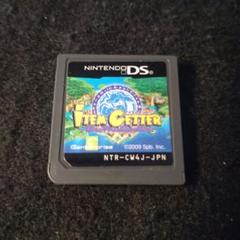 NINTENDO DS
ITEM GETTER
©2009 Spb, Inc.
NTR-CW4J-JPN